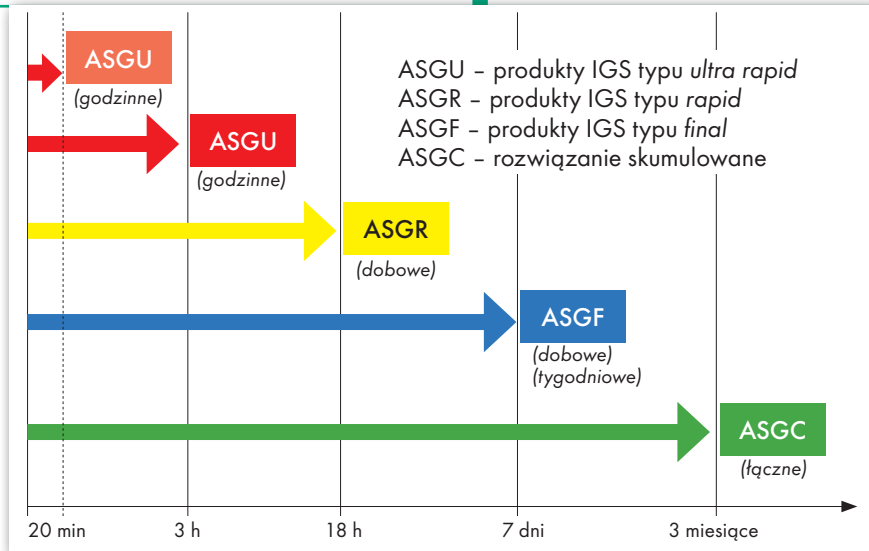 ASGU
(godzinne)
ASGU – produkty IGS typu ultra rapid
ASGR – produkty IGS typu rapid
ASGF – produkty IGS typu final
ASGC – rozwiązanie skumulowane
ASGU
(godzinne)
ASGR
(dobowe)
ASGF
(dobowe)
(tygodniowe)
ASGC
(łączne)
20 min 3 h 18 h 7 dni 3 miesiące